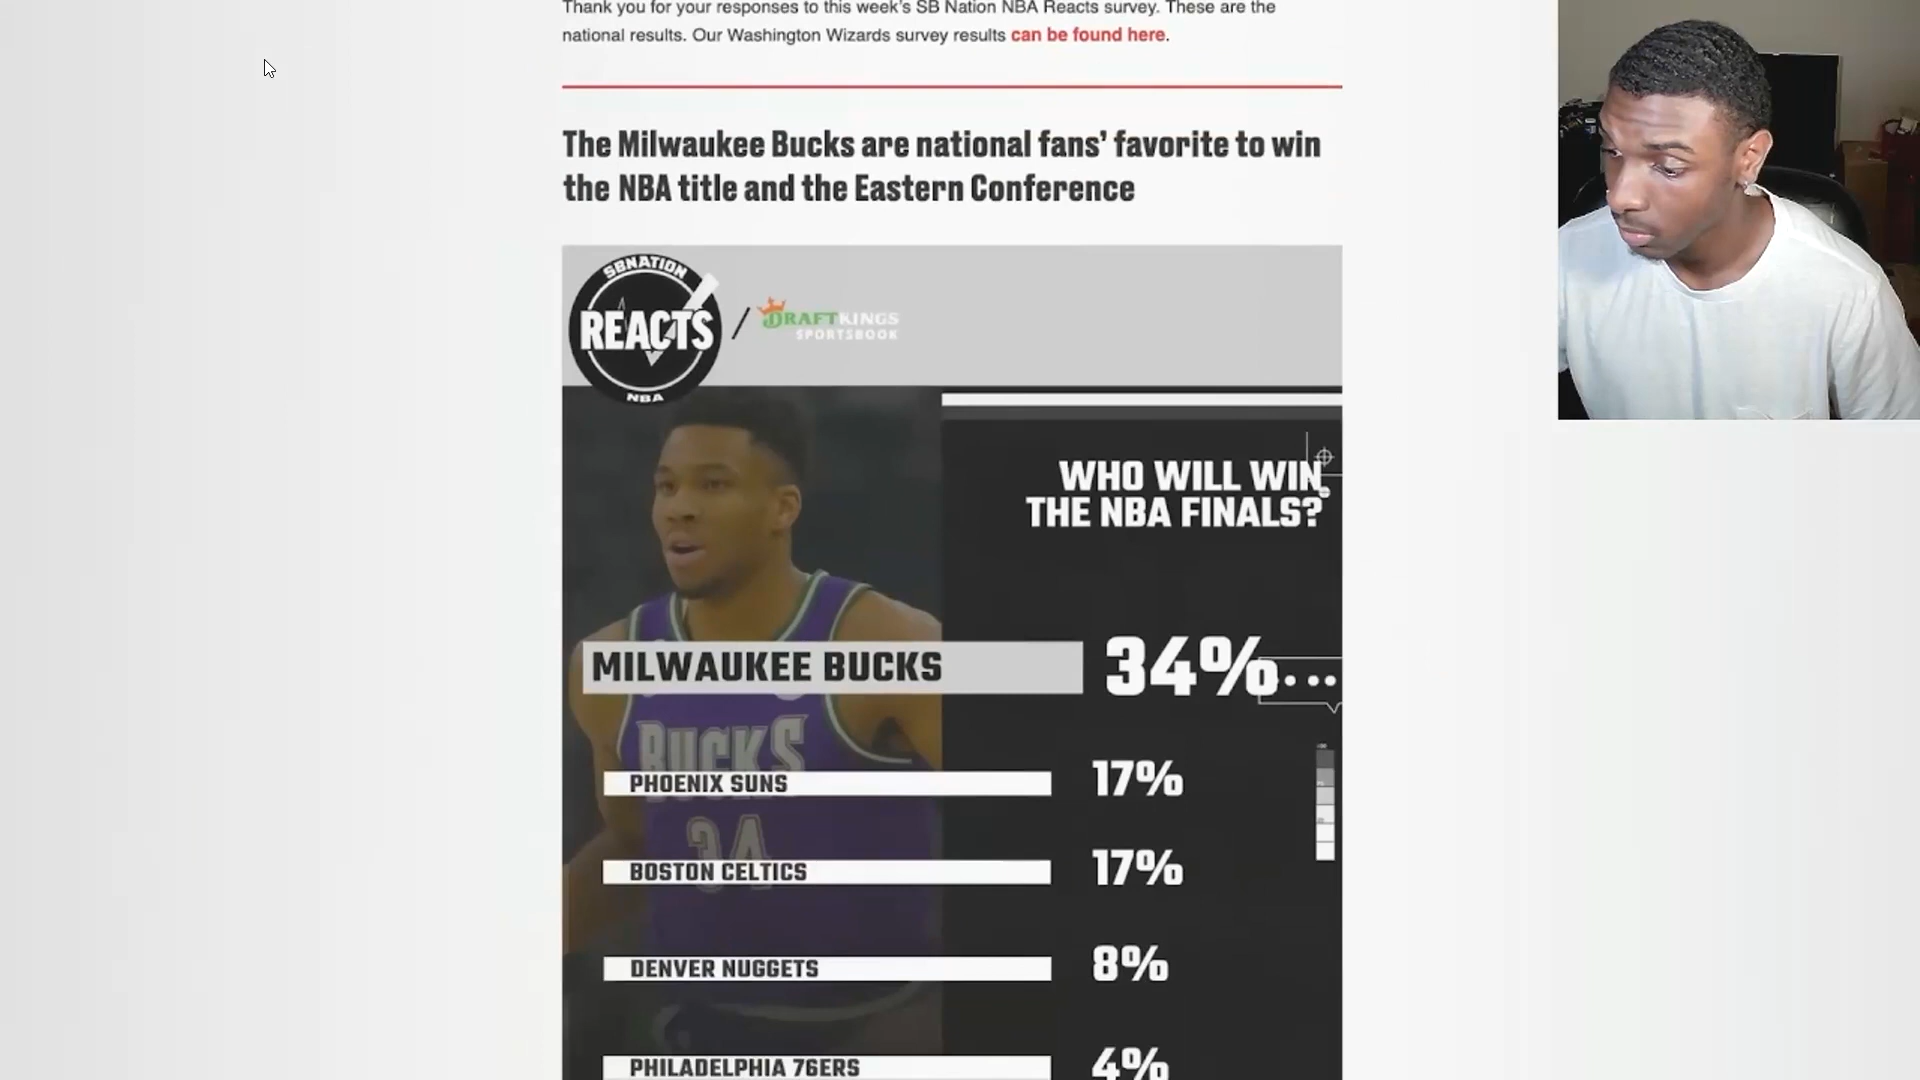 Thank you for your responses to this week's SB Nation NBA Reacts survey. These are the
national results. Our Washington Wizards survey results can be found here.
The Milwaukee Bucks are national fans' favorite to win
the NBA title and the Eastern Conference
SBNATION
REACTS
NBA
DRAFTKINGS
SPORTSBOOK
WHO WILL WIN
THE NBA FINALS?
MILWAUKEE BUCKS 34%
BUCKS
PHOENIX SUNS 17%
34
BOSTON CELTICS 17%
DENVER NUGGETS 8%
PHILADELPHIA 76ERS 4%